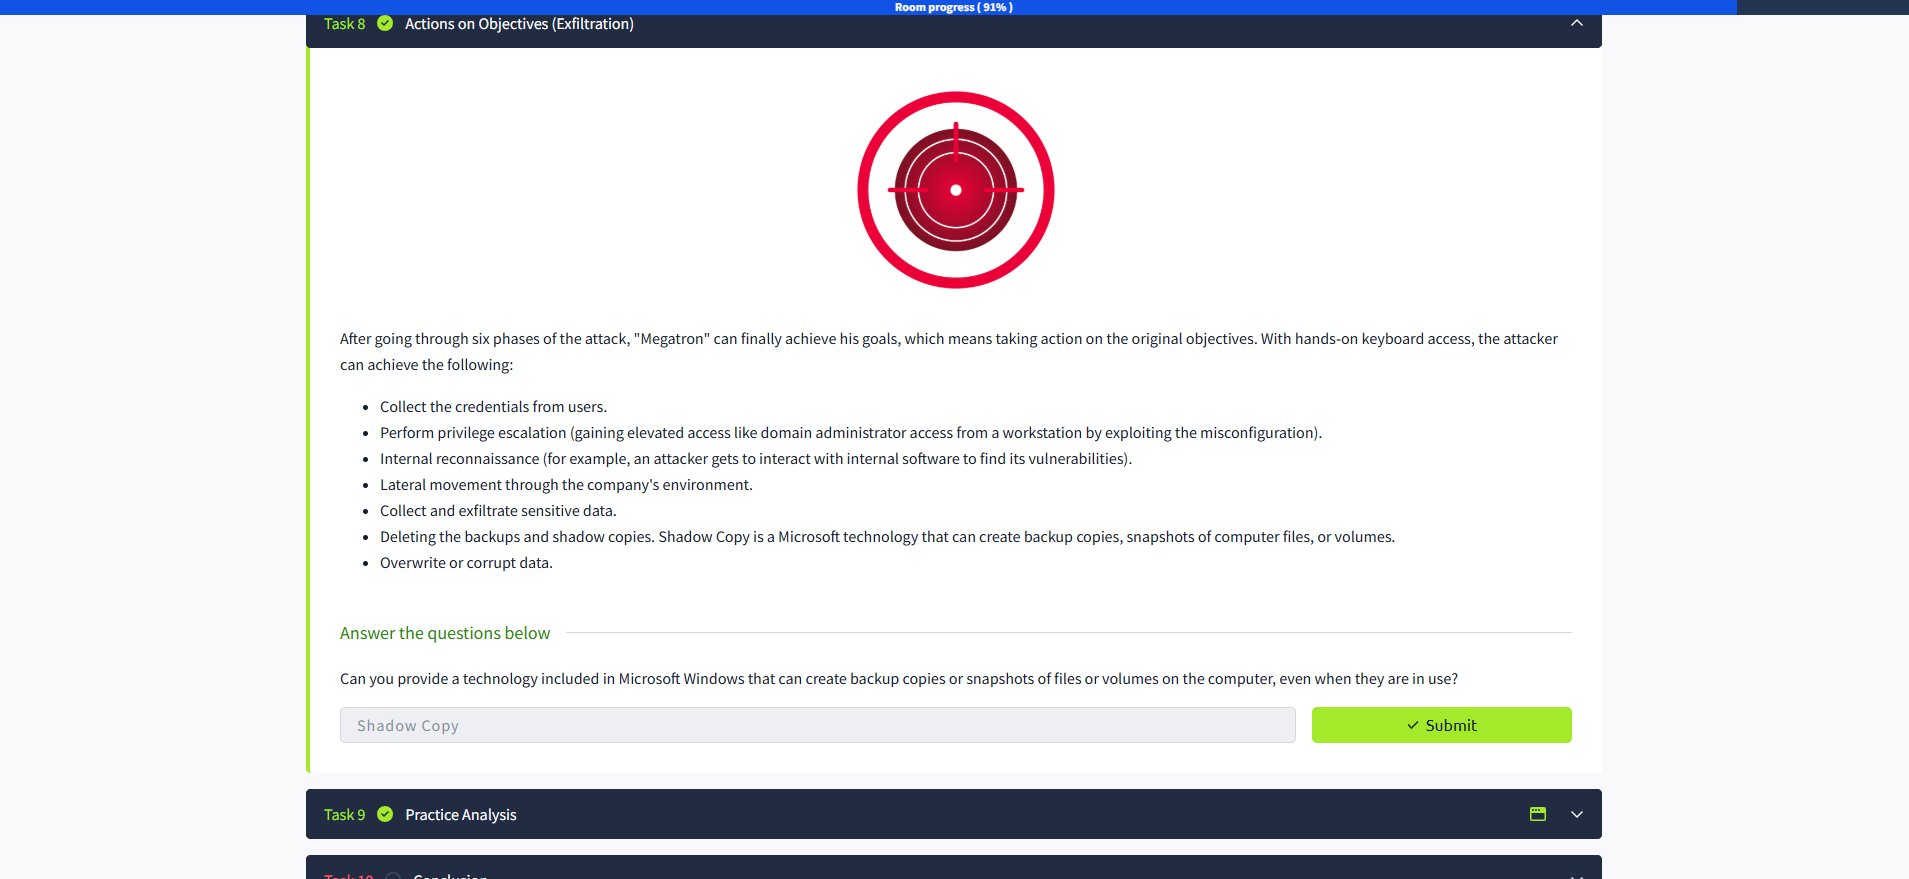 Room progress ( 91% )
Task 8 Actions on Objectives (Exfiltration)
After going through six phases of the attack, "Megatron" can finally achieve his goals, which means taking action on the original objectives. With hands-on keyboard access, the attacker
can achieve the following:
Collect the credentials from users.
Perform privilege escalation (gaining elevated access like domain administrator access from a workstation by exploiting the misconfiguration).
Internal reconnaissance (for example, an attacker gets to interact with internal software to find its vulnerabilities).
Lateral movement through the company's environment.
Collect and exfiltrate sensitive data.
Deleting the backups and shadow copies. Shadow Copy is a Microsoft technology that can create backup copies, snapshots of computer files, or volumes.
Overwrite or corrupt data.
Answer the questions below
Can you provide a technology included in Microsoft Windows that can create backup copies or snapshots of files or volumes on the computer, even when they are in use?
Shadow Copy
Submit
Task 9 Practice Analysis
Task 10 Conclusion